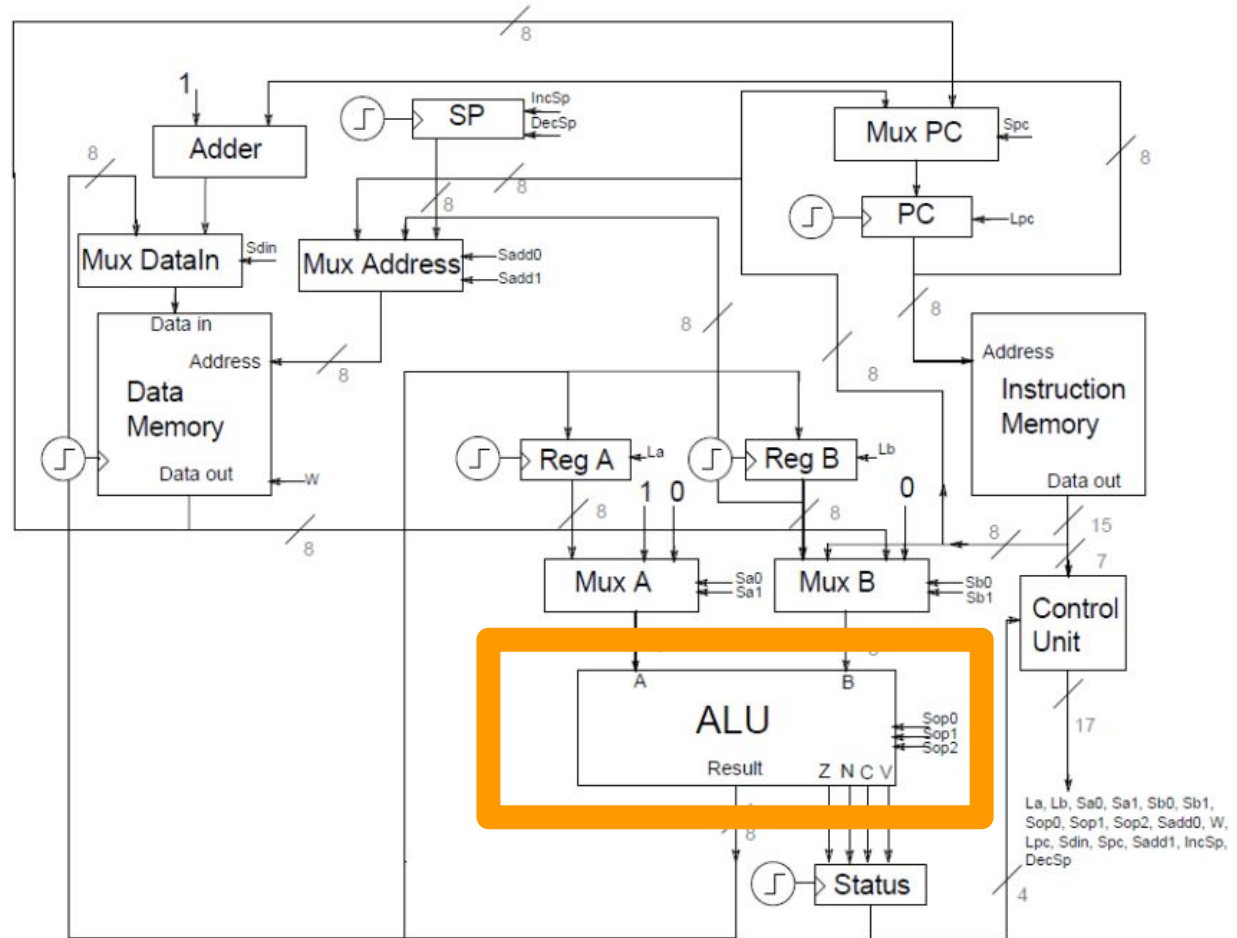 8
1
IncSp
SP
DecSp
Mux PC
Spc
Adder
8
8
8
8
PC
Lpc
Mux DataIn
Sdin
Mux Address
Sadd0
Sadd1
8
Data in
8
Address
8
Address
Data
Memory
8
8
Instruction
Memory
Reg A
La
Reg B
Lb
Data out
W
Data out
1 0
0
8
8
8
8
15
7
Mux A
Sa0
Sa1
Mux B
Sb0
Sb1
Control
Unit
A
B
ALU
Sop0
Sop1
Sop2
17
Result
Z N C V
8
La, Lb, Sa0, Sa1, Sb0, Sb1,
Sop0, Sop1, Sop2, Sadd0, W,
Lpc, Sdin, Spc, Sadd1, IncSp,
DecSp
Status
4